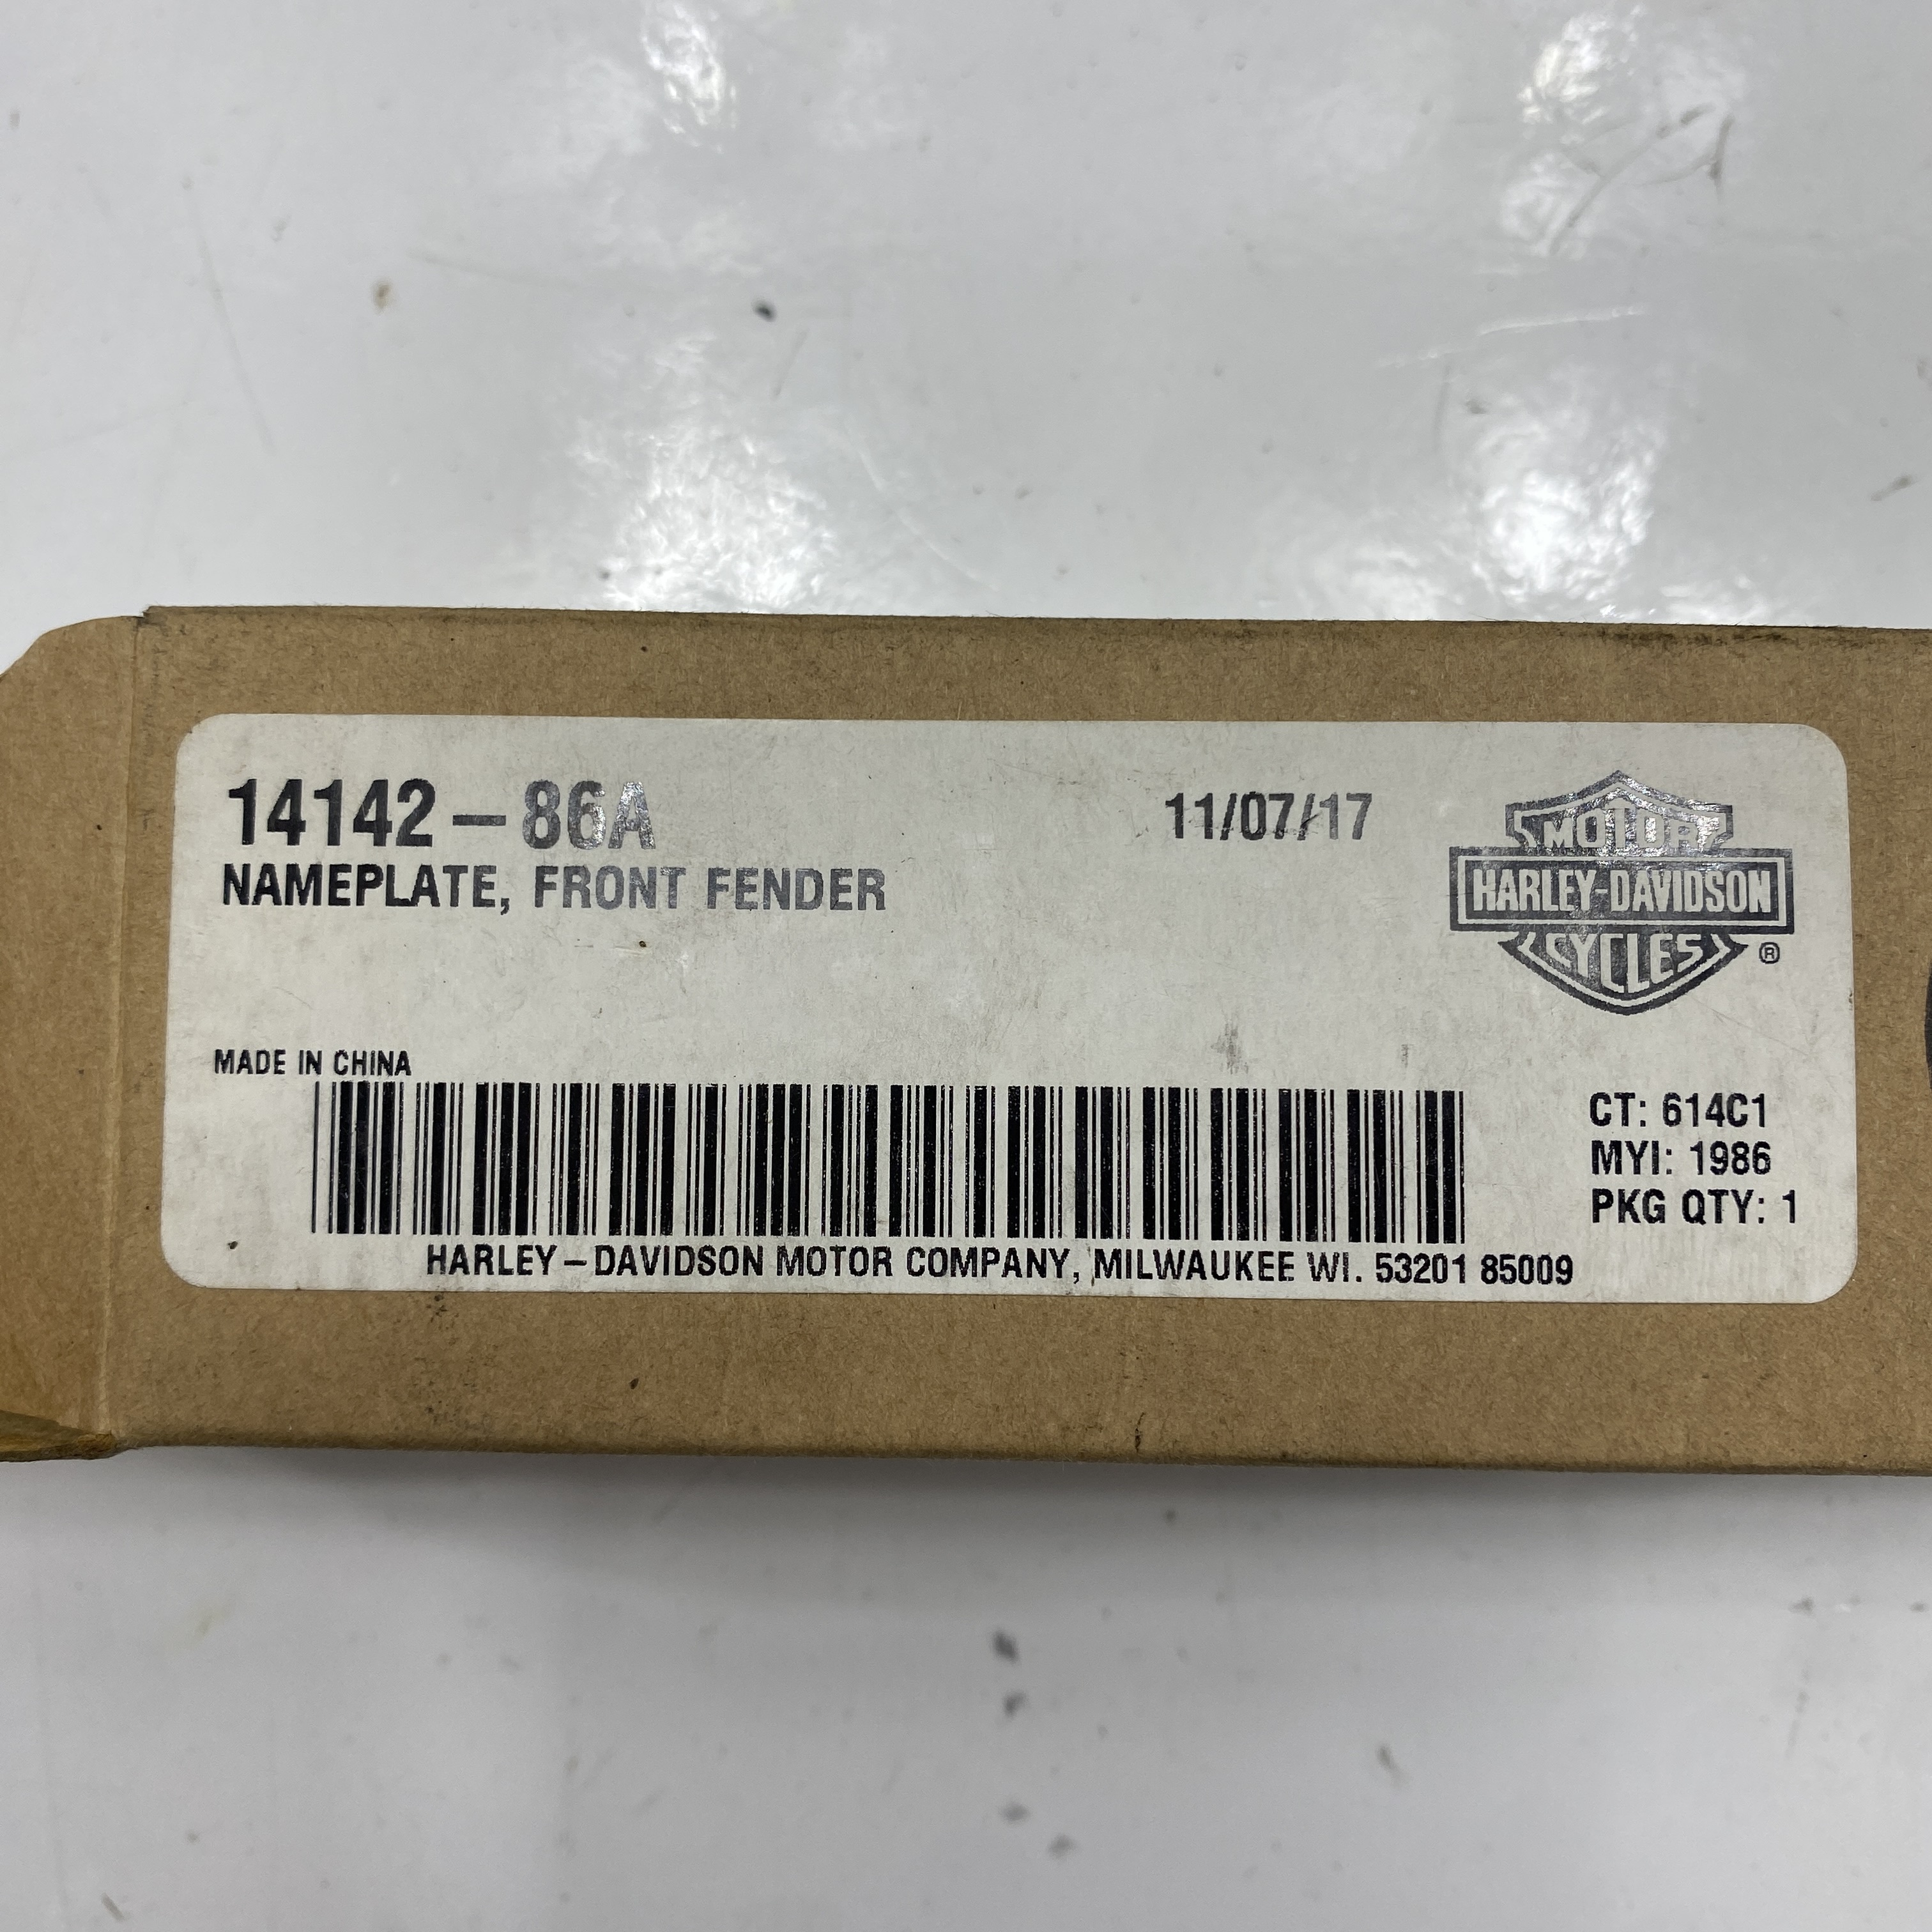 14142-86A
11/07/17
NAMEPLATE, FRONT FENDER
MOTOR
HARLEY-DAVIDSON
CYCLES ®
MADE IN CHINA
CT: 614C1
MYI: 1986
PKG QTY: 1
HARLEY-DAVIDSON MOTOR COMPANY, MILWAUKEE WI. 53201 85009